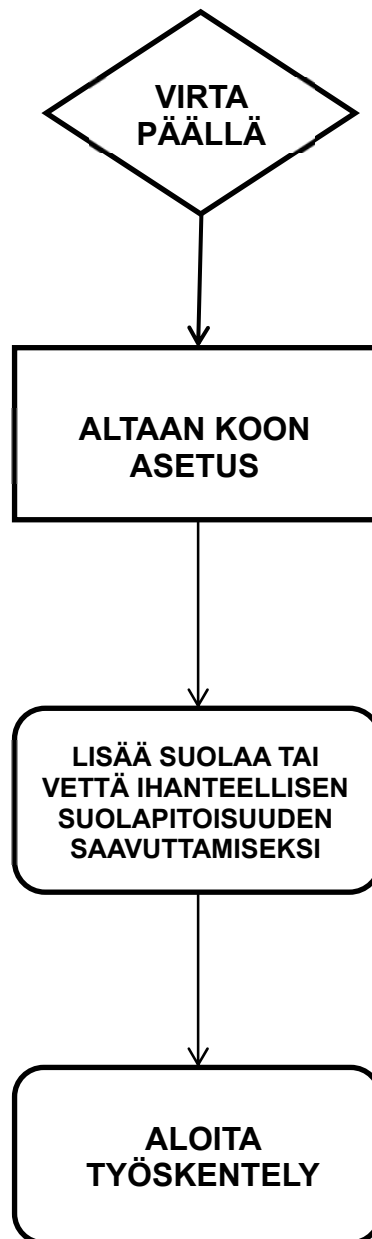 VIRTA
PÄÄLLÄ
ALTAAN KOON
ASETUS
LISÄÄ SUOLAA TAI
VETTÄ IHANTEELLISEN
SUOLAPITOISUUDEN
SAAVUTTAMISEKSI
ALOITA
TYÖSKENTELY